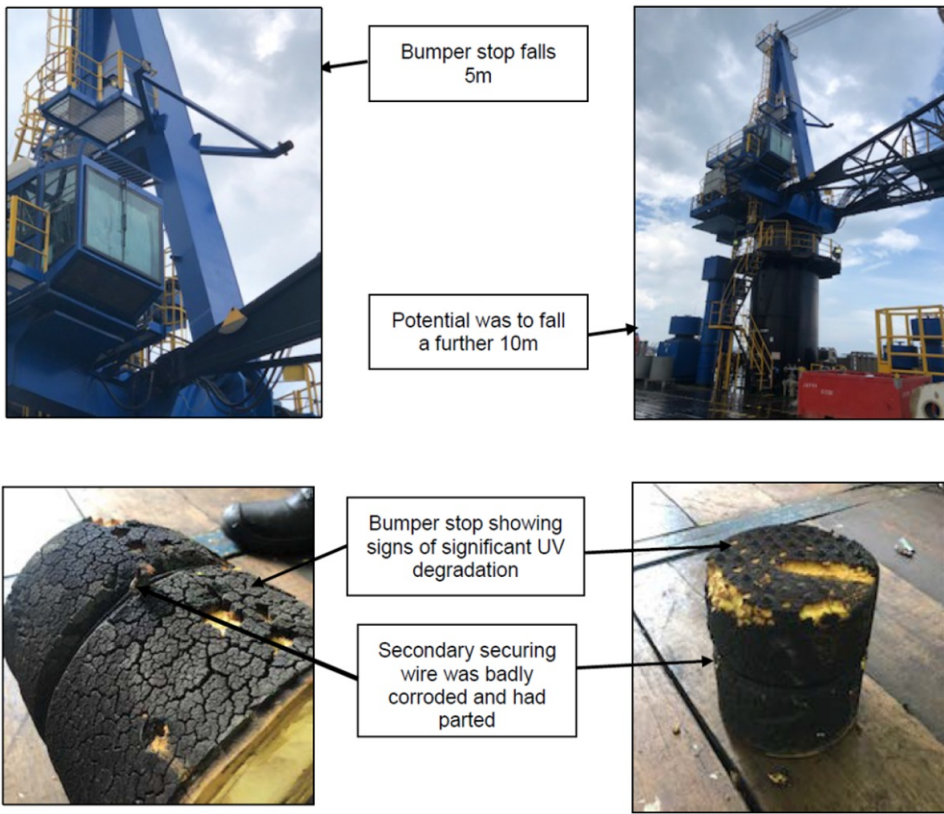 Bumper stop falls
5m
Potential was to fall
a further 10m
Bumper stop showing
signs of significant UV
degradation
Secondary securing
wire was badly
corroded and had
parted